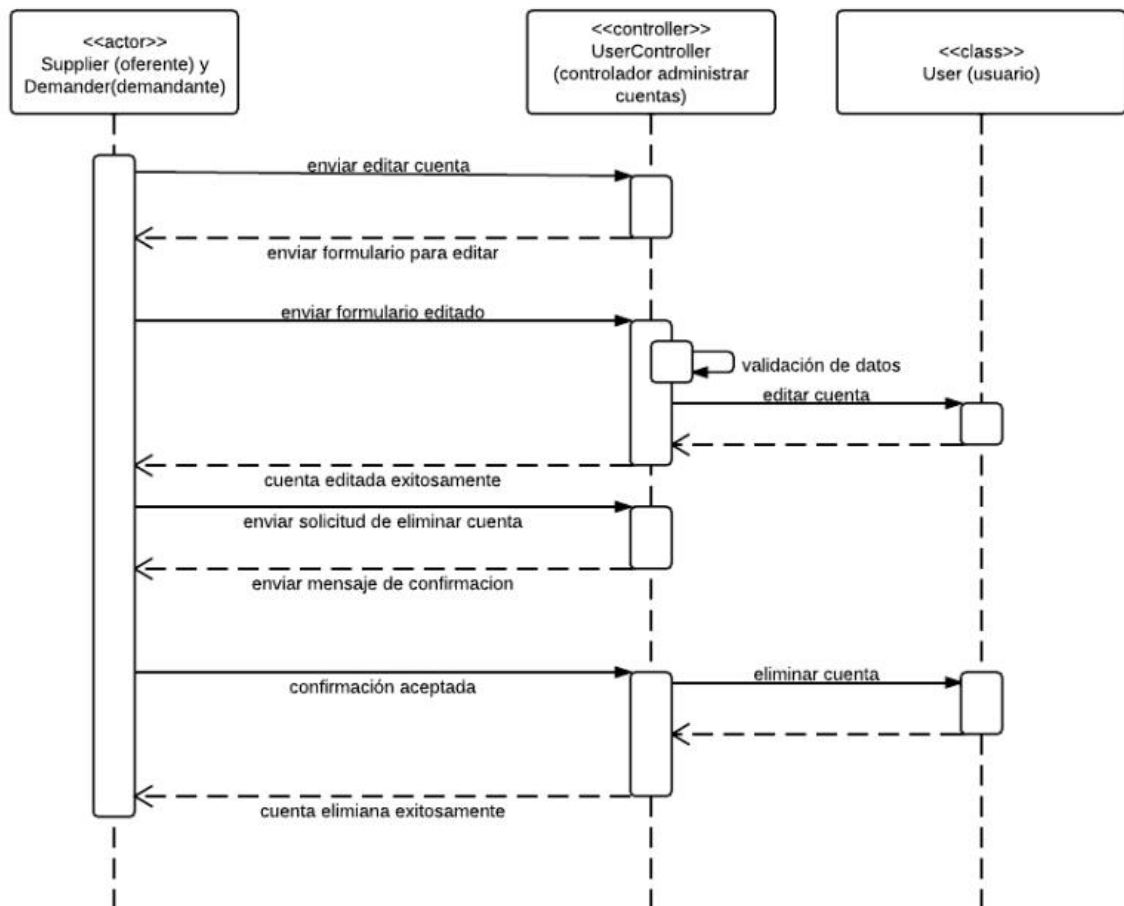 <<actor>>
Supplier (oferente) y
Demander(demandante)
<<controller>>
UserController
(controlador administrar
cuentas)
<<class>>
User (usuario)
enviar editar cuenta
enviar formulario para editar
enviar formulario editado
validación de datos
editar cuenta
cuenta editada exitosamente
enviar solicitud de eliminar cuenta
enviar mensaje de confirmacion
confirmación aceptada
eliminar cuenta
cuenta elimiana exitosamente